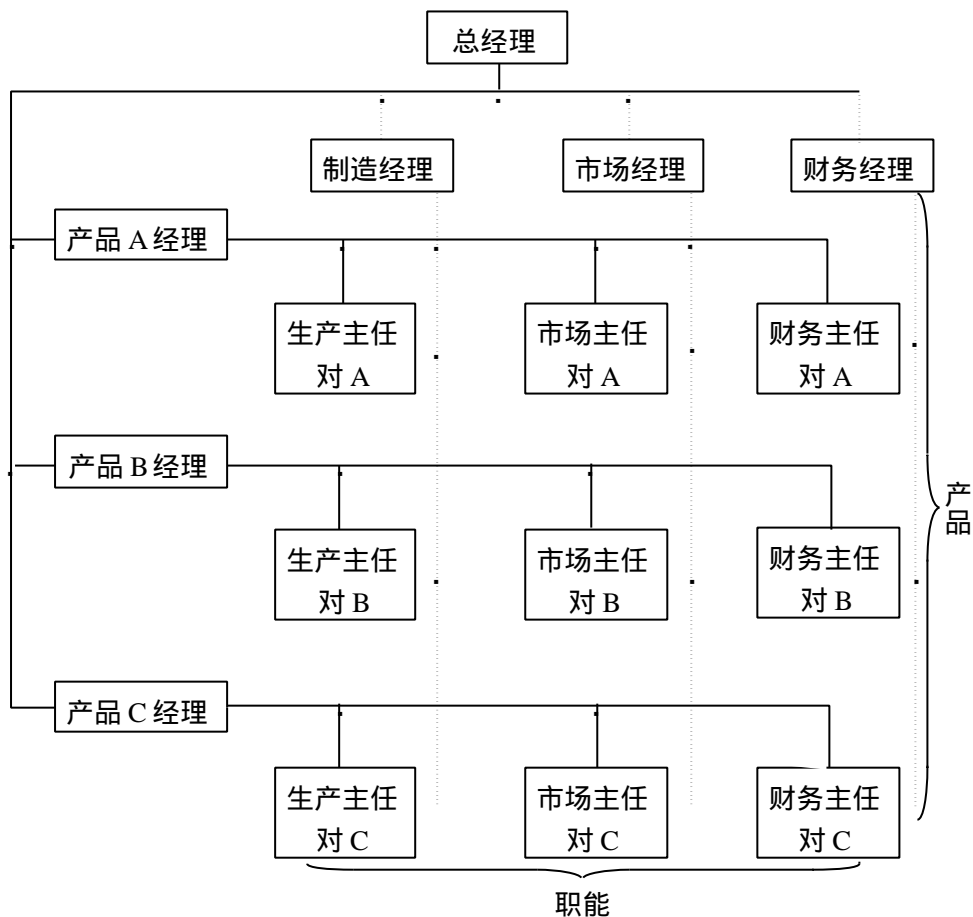 总经理
制造经理
市场经理
财务经理
产品 A 经理
生产主任
对 A
市场主任
对 A
财务主任
对 A
产品 B 经理
生产主任
对 B
市场主任
对 B
财务主任
对 B
产品 C 经理
生产主任
对 C
市场主任
对 C
财务主任
对 C
产品
职能